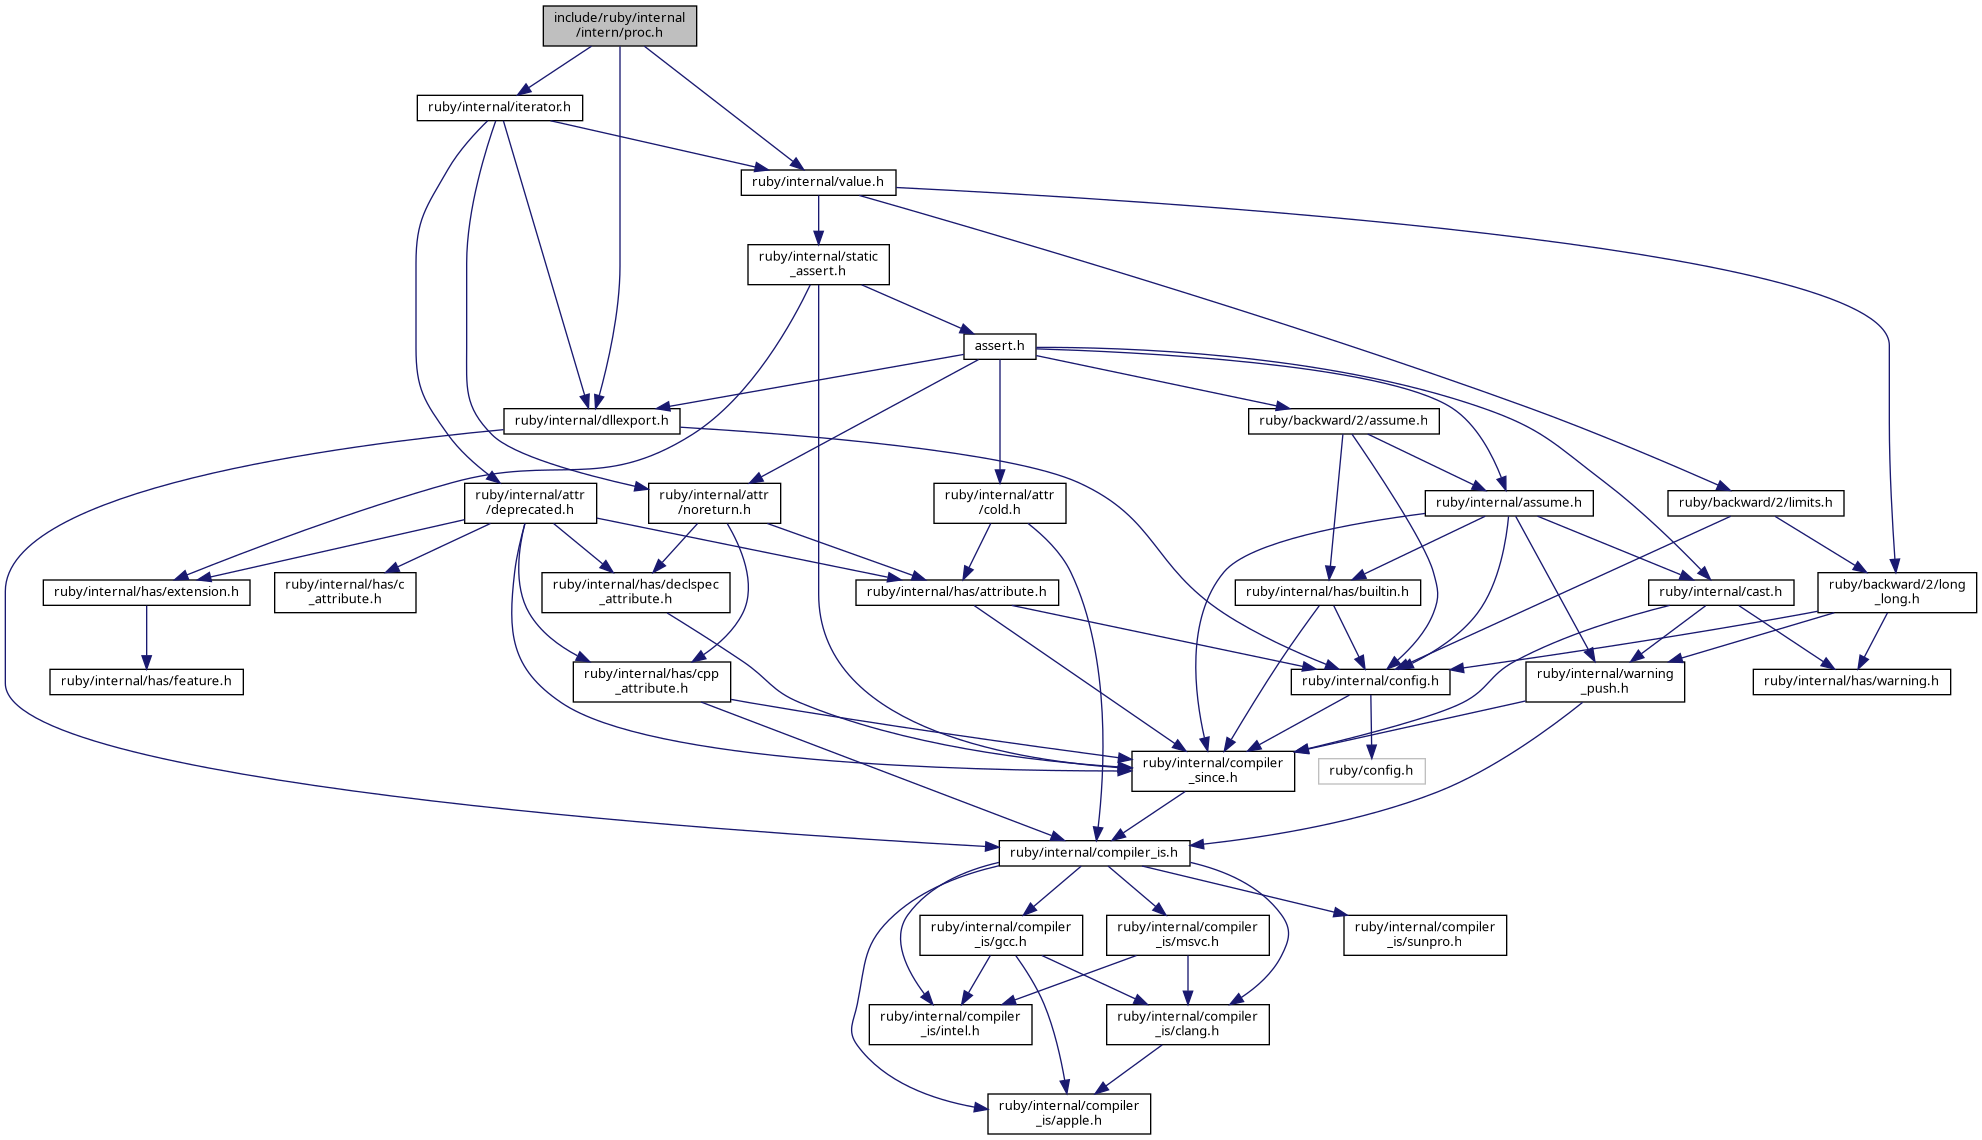 include/ruby/internal
/intern/proc.h
ruby/internal/iterator.h
ruby/internal/value.h
ruby/internal/static
_assert.h
assert.h
ruby/internal/dllexport.h
ruby/backward/2/assume.h
ruby/internal/attr
/deprecated.h
ruby/internal/attr
/noreturn.h
ruby/internal/attr
/cold.h
ruby/internal/assume.h
ruby/backward/2/limits.h
ruby/internal/has/extension.h
ruby/internal/has/c
_attribute.h
ruby/internal/has/declspec
_attribute.h
ruby/internal/has/attribute.h
ruby/internal/has/builtin.h
ruby/internal/cast.h
ruby/backward/2/long
_long.h
ruby/internal/has/feature.h
ruby/internal/has/cpp
_attribute.h
ruby/internal/config.h
ruby/internal/warning
_push.h
ruby/internal/has/warning.h
ruby/internal/compiler
_since.h
ruby/config.h
ruby/internal/compiler_is.h
ruby/internal/compiler
_is/gcc.h
ruby/internal/compiler
_is/msvc.h
ruby/internal/compiler
_is/sunpro.h
ruby/internal/compiler
_is/intel.h
ruby/internal/compiler
_is/clang.h
ruby/internal/compiler
_is/apple.h